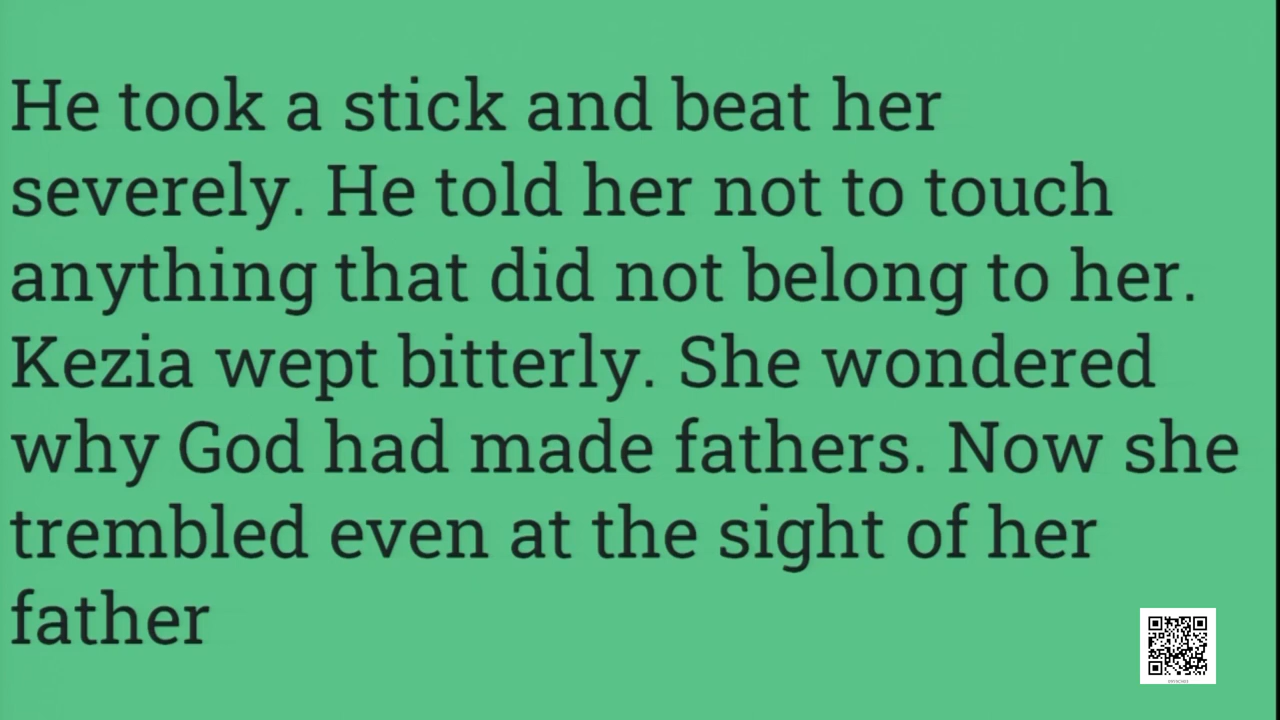 He took a stick and beat her
severely. He told her not to touch
anything that did not belong to her.
Kezia wept bitterly. She wondered
why God had made fathers. Now she
trembled even at the sight of her
father